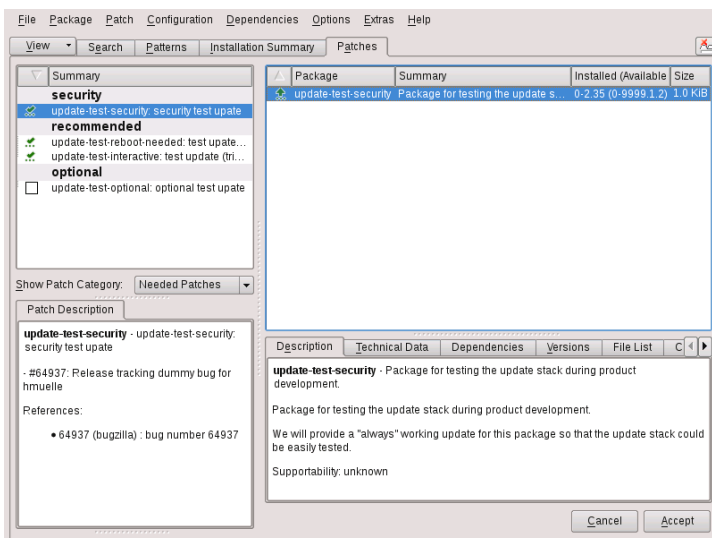 File Package Patch Configuration Dependencies Options Extras Help
View Search Patterns Installation Summary Patches
Summary
security
update-test-security: security test upate
recommended
update-test-reboot-needed: test upate...
update-test-interactive: test update (tri...
optional
update-test-optional: optional test upate
Show Patch Category: Needed Patches
Patch Description
update-test-security - update-test-security:
security test upate
- #64937: Release tracking dummy bug for
hmuelle
References:
• 64937 (bugzilla) : bug number 64937
Package Summary Installed (Available Size
update-test-security Package for testing the update s... 0-2.35 (0-9999.1.2) 1.0 KiB
Description Technical Data Dependencies Versions File List C
update-test-security - Package for testing the update stack during product
development.
Package for testing the update stack during product development.
We will provide a "always" working update for this package so that the update stack could
be easily tested.
Supportability: unknown
Cancel Accept